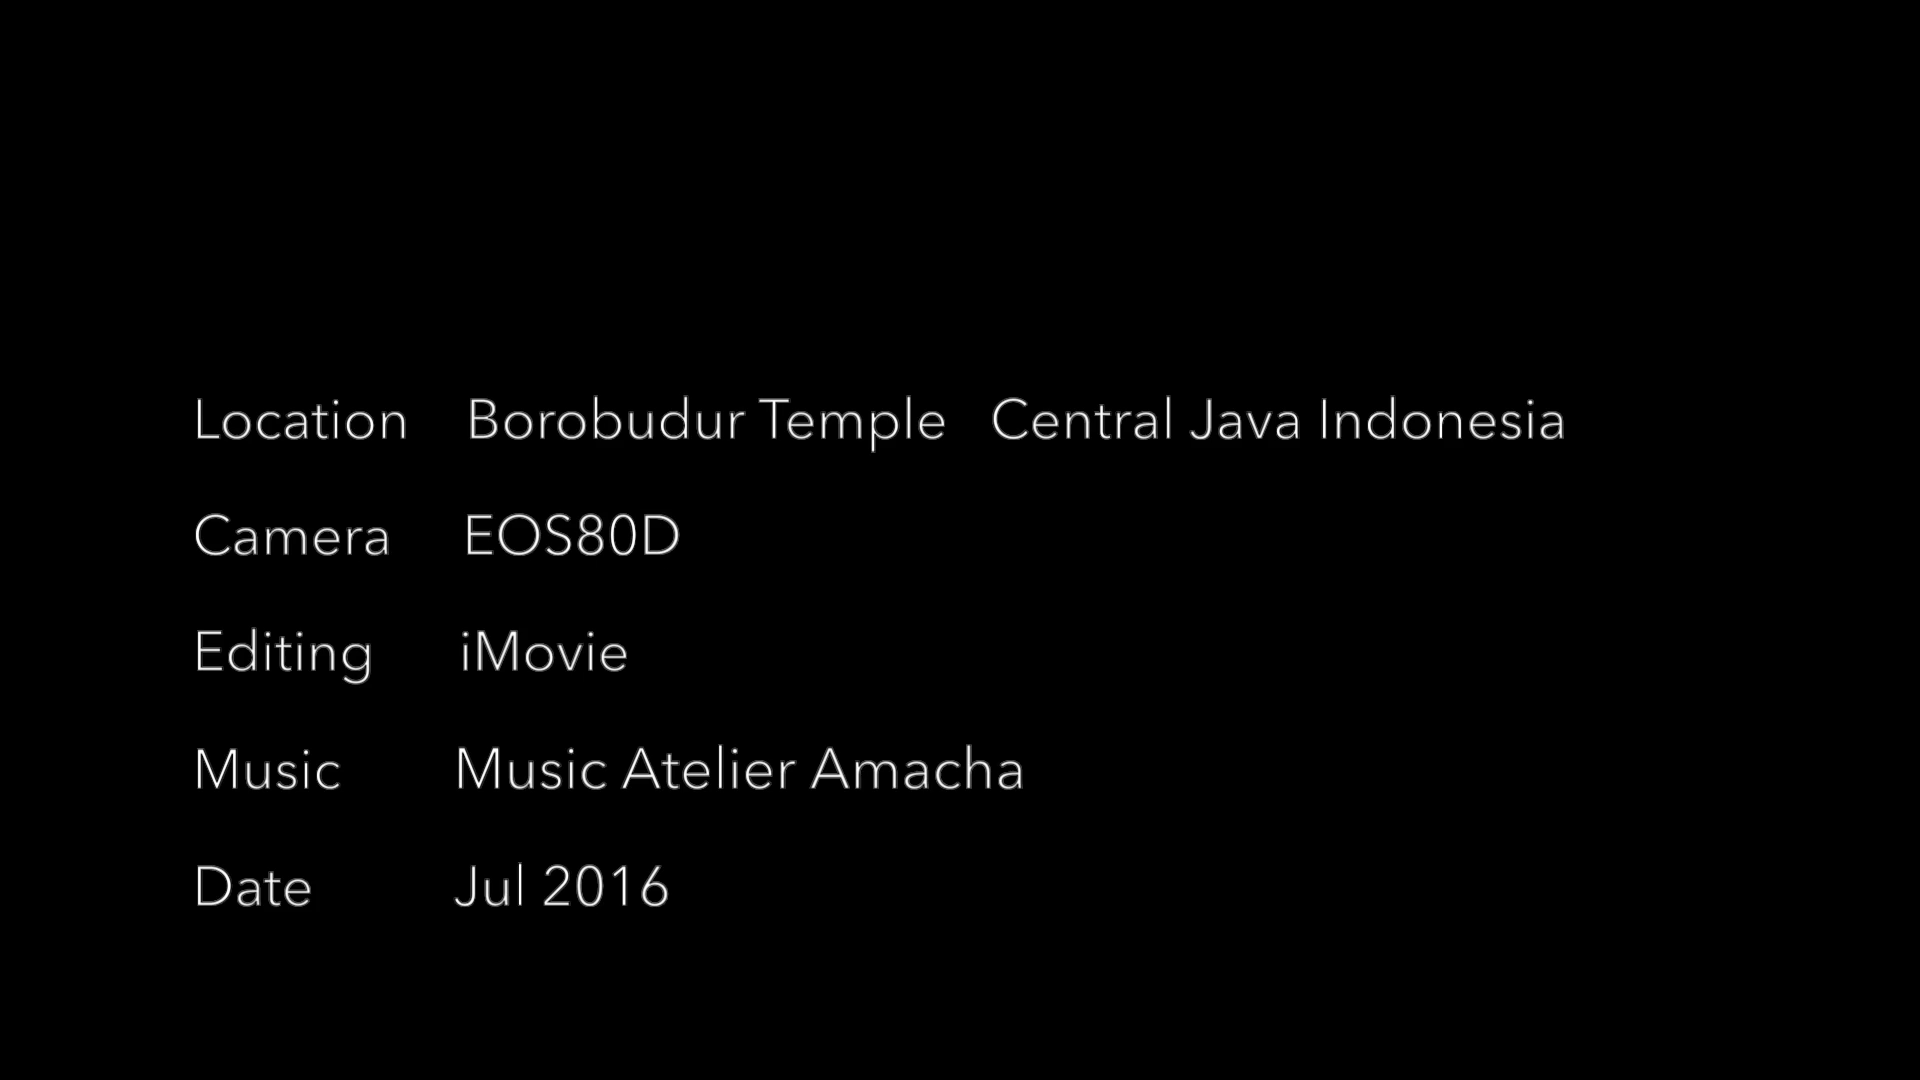 Location Borobudur Temple Central Java Indonesia
Camera EOS80D
Editing iMovie
Music Music Atelier Amacha
Date Jul 2016